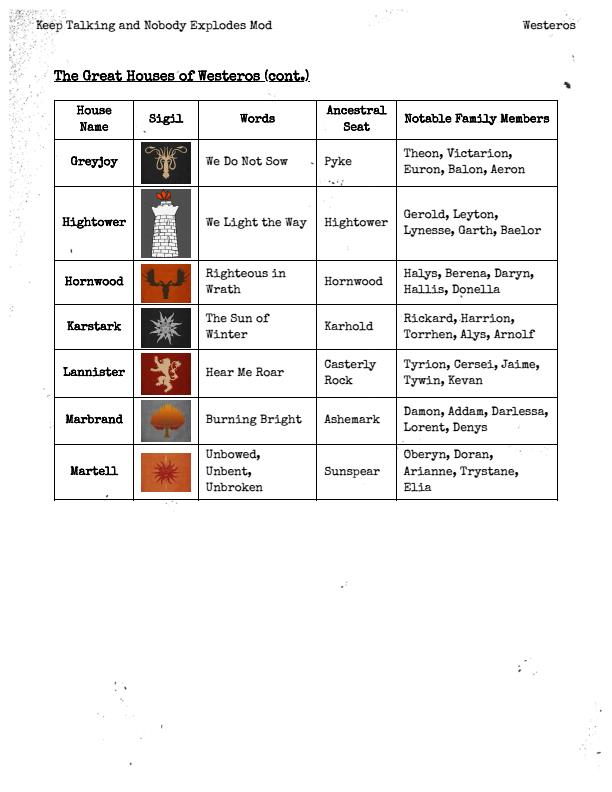 Keep Talking and Nobody Explodes Mod Westeros
The Great Houses of Westeros (cont.)
House Name Sigil Words Ancestral Seat Notable Family Members
Greyjoy We Do Not Sow Pyke Theon, Victarion,
Euron, Balon, Aeron
Hightower We Light the Way Hightower Gerold, Leyton,
Lynesse, Garth, Baelor
Hornwood Righteous in
Wrath Hornwood Halys, Berena, Daryn,
Hallis, Donella
Karstark The Sun of
Winter Karhold Rickard, Harrion,
Torrhen, Alys, Arnolf
Lannister Hear Me Roar Casterly
Rock Tyrion, Cersei, Jaime,
Tywin, Kevan
Marbrand Burning Bright Ashemark Damon, Addam, Darlessa,
Lorent, Denys
Martell Unbowed,
Unbent,
Unbroken Sunspear Oberyn, Doran,
Arianne, Trystane,
Elia